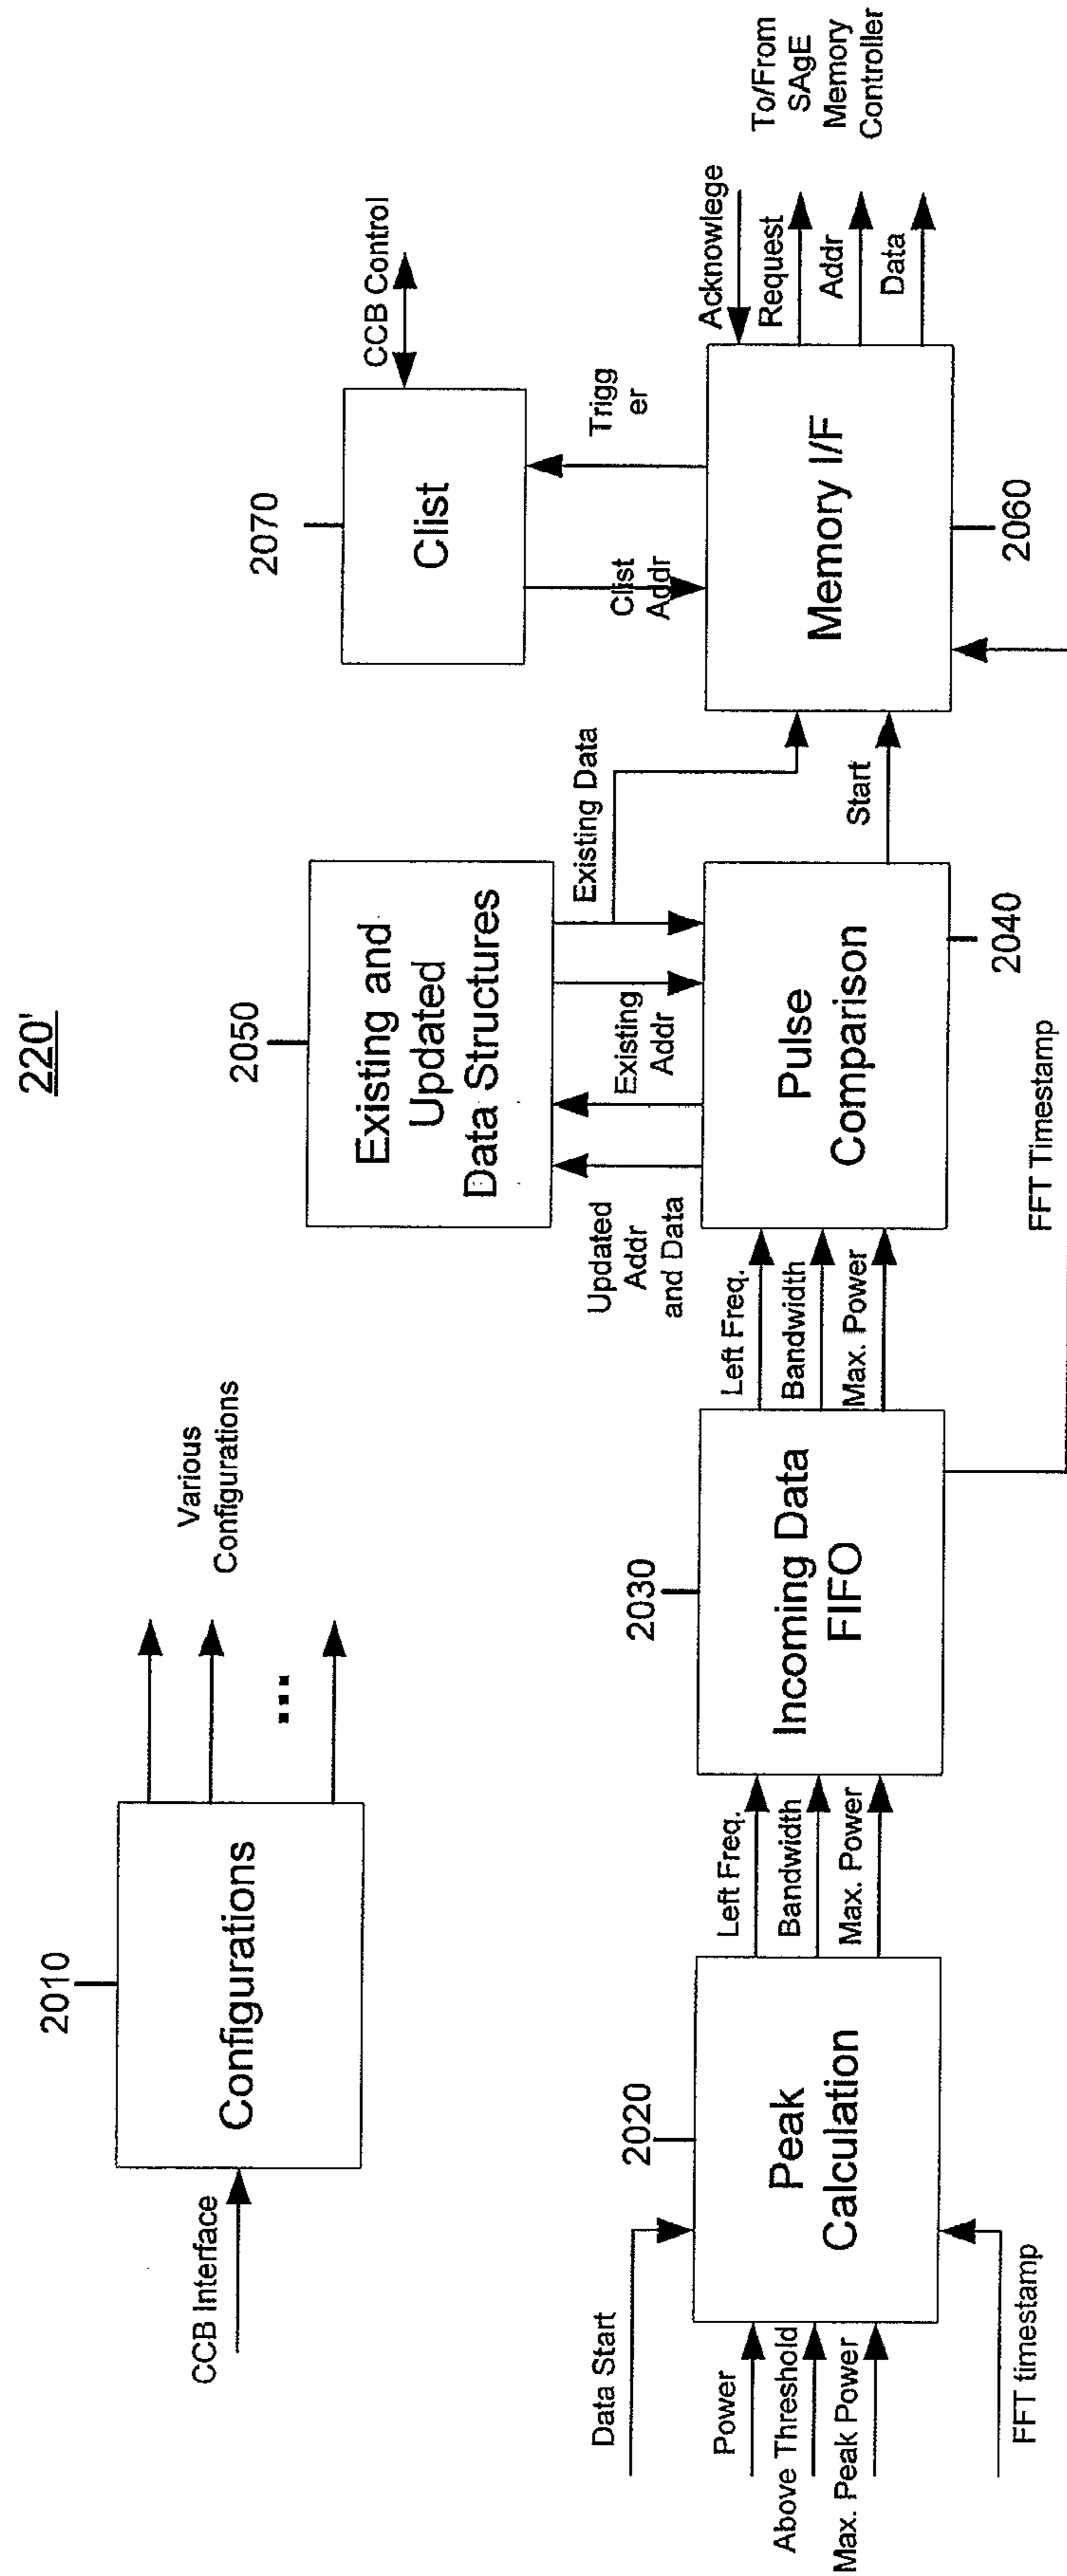 220'
2010
CCB Interface
Configurations
Various
Configurations
2020
Data Start
Power
Above Threshold
Max. Peak Power
FFT timestamp
Peak
Calculation
Left Freq.
Bandwidth
Max. Power
2030
Incoming Data
FIFO
Left Freq.
Bandwidth
Max. Power
FFT Timestamp
2050
Existing and
Updated
Data Structures
Updated
Addr
and Data
Existing
Addr
Existing Data
Pulse
Comparison
2040
Start
2070
Clist
CCB Control
Clist
Addr
Trigg
er
Memory I/F
2060
Acknowlege
Request
Addr
Data
To/From
SAgE
Memory
Controller